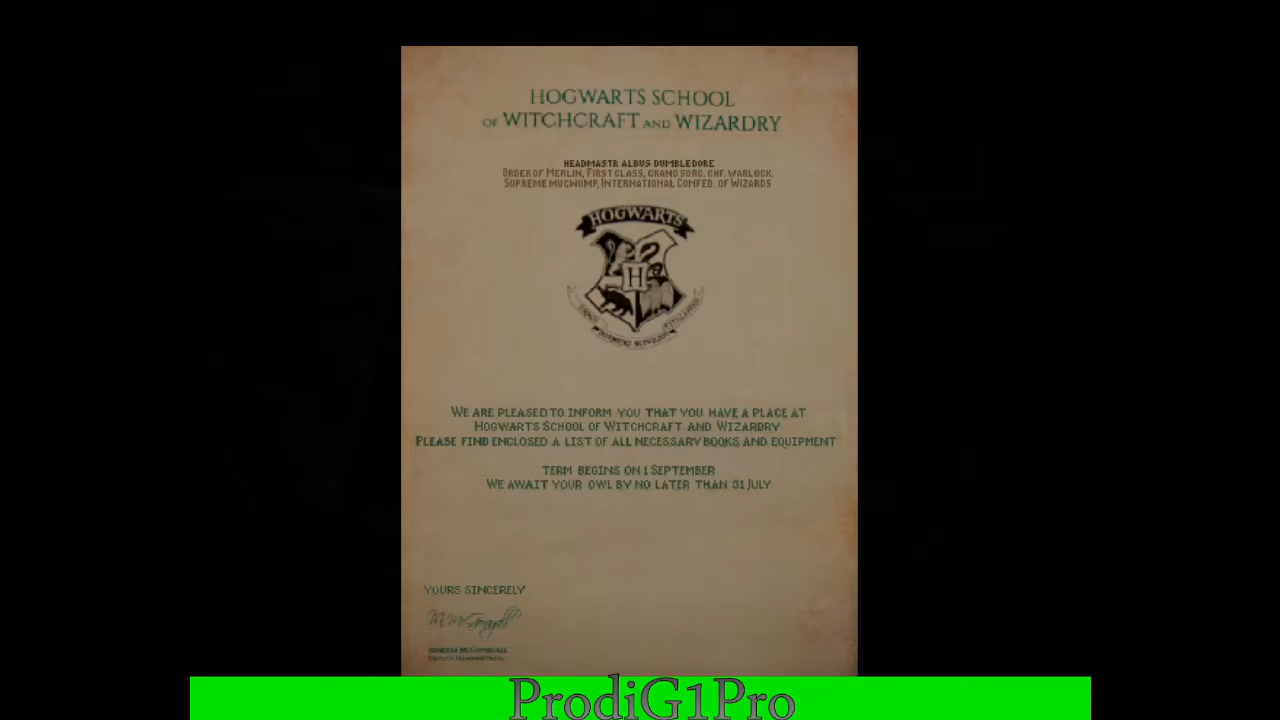 HOGWARTS SCHOOL
OF WITCHCRAFT AND WIZARDRY
HEADMASTR ALBUS DUMBLEDORE
ORDER OF MERLIN, FIRST CLASS, GRAND SORC. CHF. WARLOCK.
SUPREME MUGWUMP, INTERNATIONAL CONFED. OF WIZARDS
HOGWARTS
H
WE ARE PLEASED TO INFORM YOU THAT YOU HAVE A PLACE AT
HOGWARTS SCHOOL OF WITCHCRAFT AND WIZARDRY
PLEASE FIND ENCLOSED A LIST OF ALL NECESSARY BOOKS AND EQUIPMENT
TERM BEGINS ON 1 SEPTEMBER
WE AWAIT YOUR OWL BY NO LATER THAN 31 JULY
YOURS SINCERELY
M. McGonagall
MINERVA MCGONAGALL
ProdiG1Pro